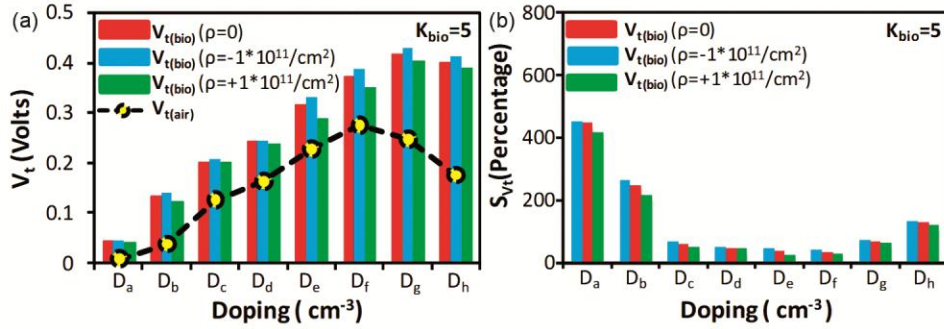 (a)
K_bio=5
V_t(bio) (ρ=0)
V_t(bio) (ρ=-1*10^11/cm^2)
V_t(bio) (ρ=+1*10^11/cm^2)
V_t(air)
V_t (Volts)
0.5
0.4
0.3
0.2
0.1
0
D_a D_b D_c D_d D_e D_f D_g D_h
Doping ( cm^-3)
(b)
K_bio=5
V_t(bio) (ρ=0)
V_t(bio) (ρ=-1*10^11/cm^2)
V_t(bio) (ρ=+1*10^11/cm^2)
S_Vt(Percentage)
800
600
400
200
0
D_a D_b D_c D_d D_e D_f D_g D_h
Doping ( cm^-3)